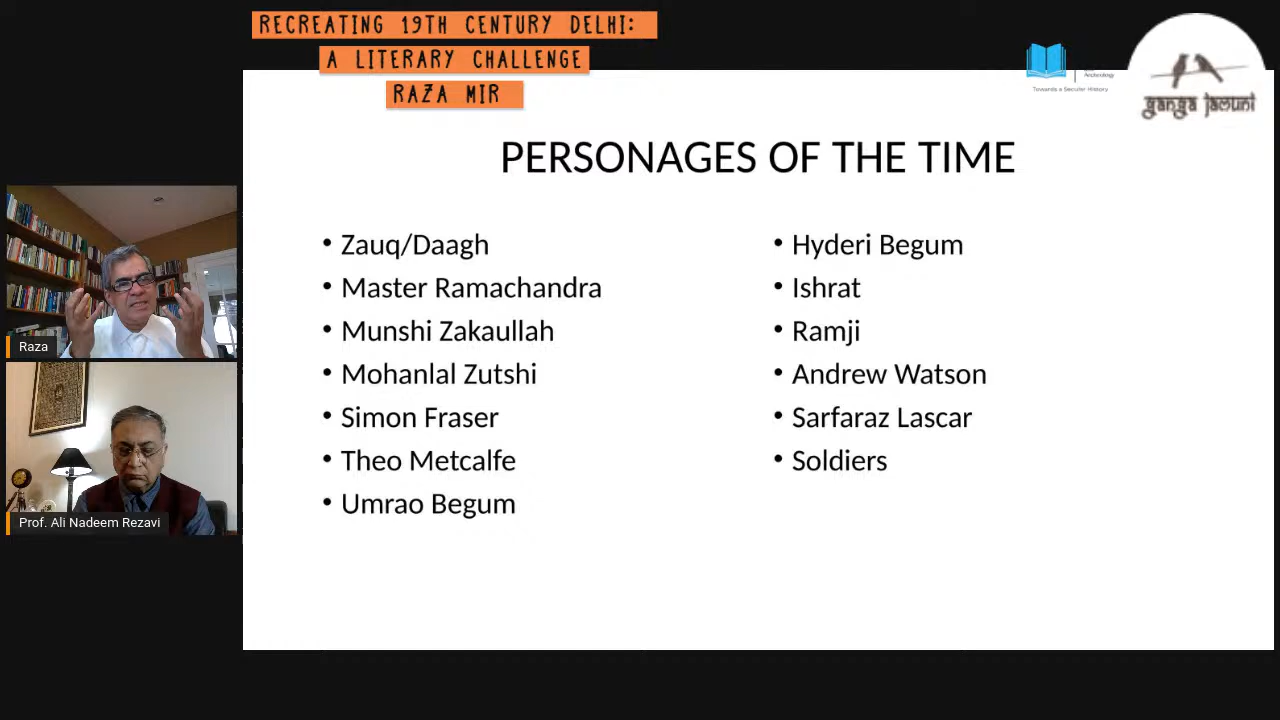 RECREATING 19TH CENTURY DELHI:
A LITERARY CHALLENGE
RAZA MIR
Archeology
Towards a Secular History
ganga jamuni
PERSONAGES OF THE TIME
• Zauq/Daagh
• Master Ramachandra
• Munshi Zakaullah
• Mohanlal Zutshi
• Simon Fraser
• Theo Metcalfe
• Umrao Begum
• Hyderi Begum
• Ishrat
• Ramji
• Andrew Watson
• Sarfaraz Lascar
• Soldiers
Raza
Prof. Ali Nadeem Rezavi